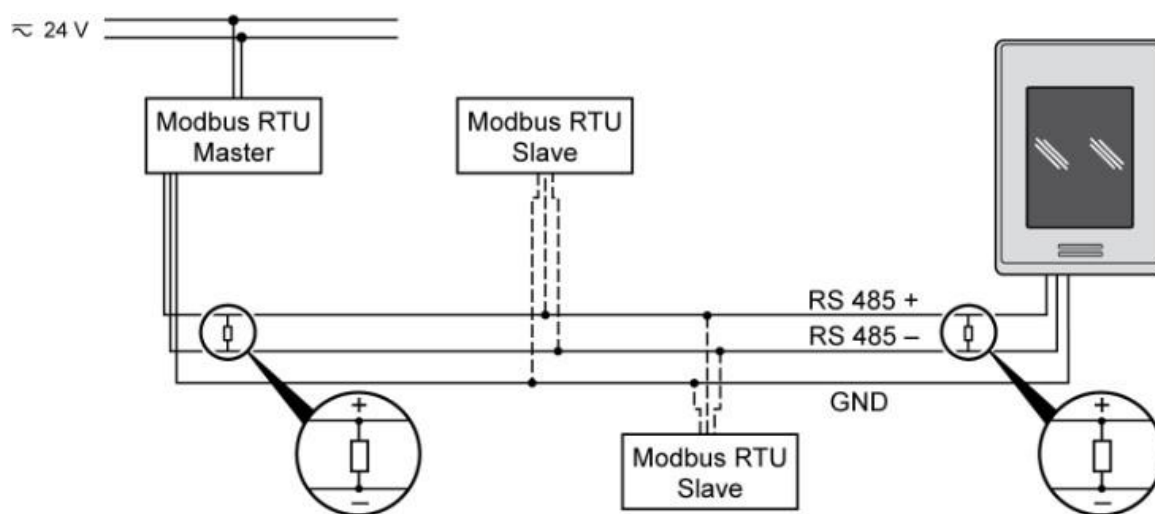 ⎓ 24 V
Modbus RTU
Master
Modbus RTU
Slave
RS 485 +
RS 485 –
GND
+
–
+
–
Modbus RTU
Slave